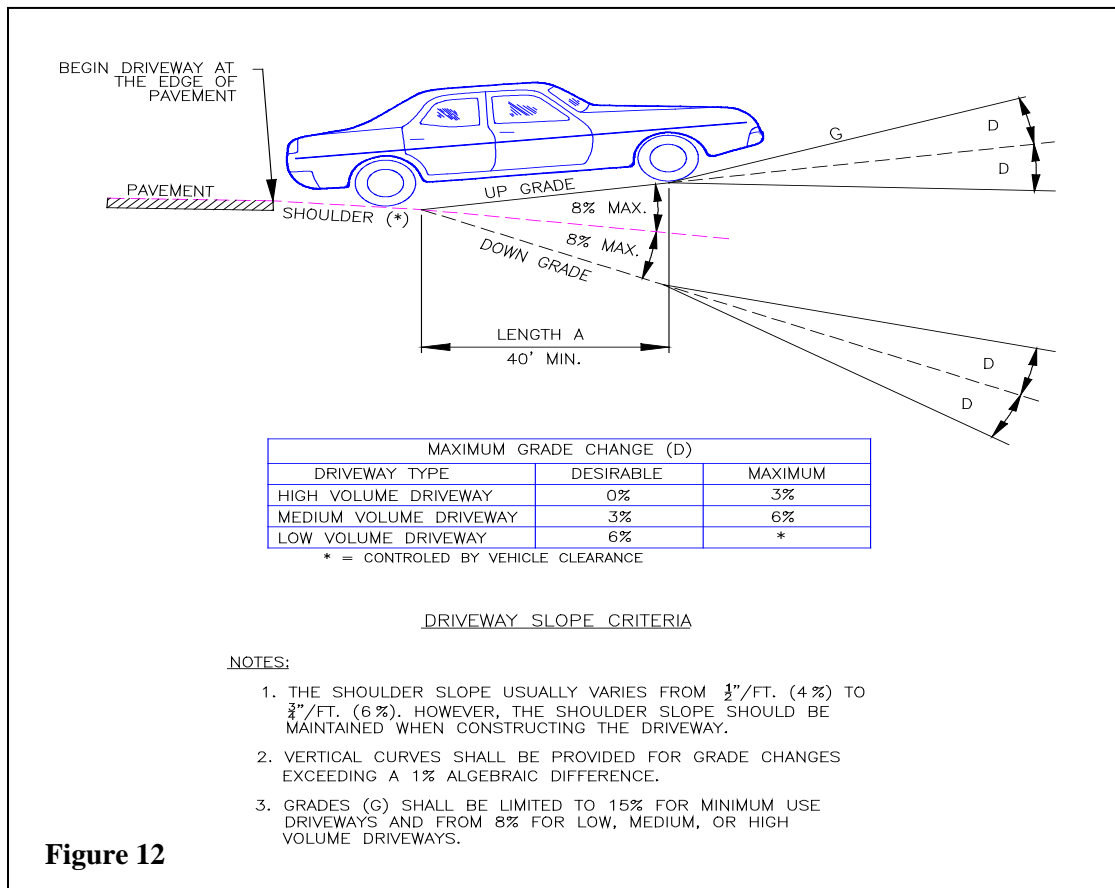 BEGIN DRIVEWAY AT
THE EDGE OF
PAVEMENT
PAVEMENT
SHOULDER (*)
UP GRADE
8% MAX.
8% MAX.
DOWN GRADE
G
D
D
LENGTH A
40' MIN.
D
D
MAXIMUM GRADE CHANGE (D)
DRIVEWAY TYPE DESIRABLE MAXIMUM
HIGH VOLUME DRIVEWAY 0% 3%
MEDIUM VOLUME DRIVEWAY 3% 6%
LOW VOLUME DRIVEWAY 6% *
* = CONTROLED BY VEHICLE CLEARANCE
DRIVEWAY SLOPE CRITERIA
NOTES:
1. THE SHOULDER SLOPE USUALLY VARIES FROM ½"/FT. (4%) TO
¾"/FT. (6%). HOWEVER, THE SHOULDER SLOPE SHOULD BE
MAINTAINED WHEN CONSTRUCTING THE DRIVEWAY.
2. VERTICAL CURVES SHALL BE PROVIDED FOR GRADE CHANGES
EXCEEDING A 1% ALGEBRAIC DIFFERENCE.
3. GRADES (G) SHALL BE LIMITED TO 15% FOR MINIMUM USE
DRIVEWAYS AND FROM 8% FOR LOW, MEDIUM, OR HIGH
VOLUME DRIVEWAYS.
Figure 12